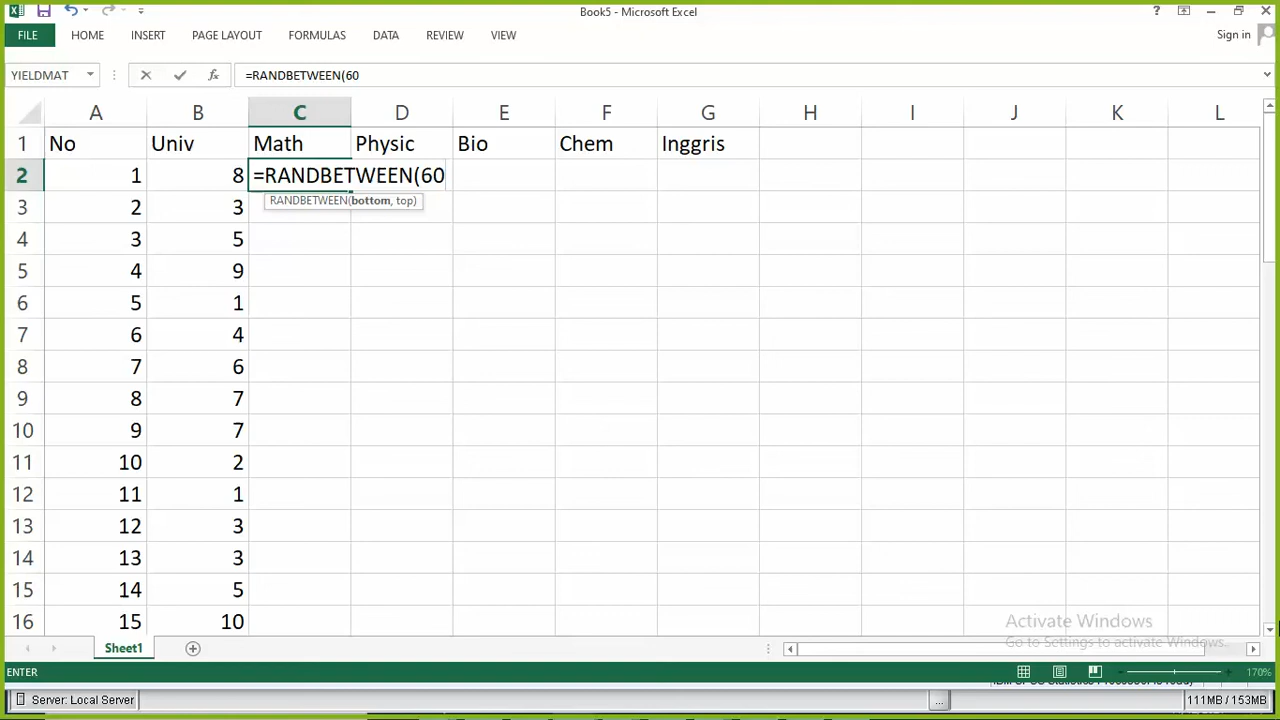 Book5 - Microsoft Excel
FILE HOME INSERT PAGE LAYOUT FORMULAS DATA REVIEW VIEW Sign in
YIELDMAT fx =RANDBETWEEN(60
A B C D E F G H I J K L
1 No Univ Math Physic Bio Chem Inggris
2 1 8 =RANDBETWEEN(60
RANDBETWEEN(bottom, top)
3 2 3
4 3 5
5 4 9
6 5 1
7 6 4
8 7 6
9 8 7
10 9 7
11 10 2
12 11 1
13 12 3
14 13 3
15 14 5
16 15 10
Activate Windows
Go to Settings to activate Windows.
Sheet1
ENTER 170%
Server: Local Server ... 111MB / 153MB